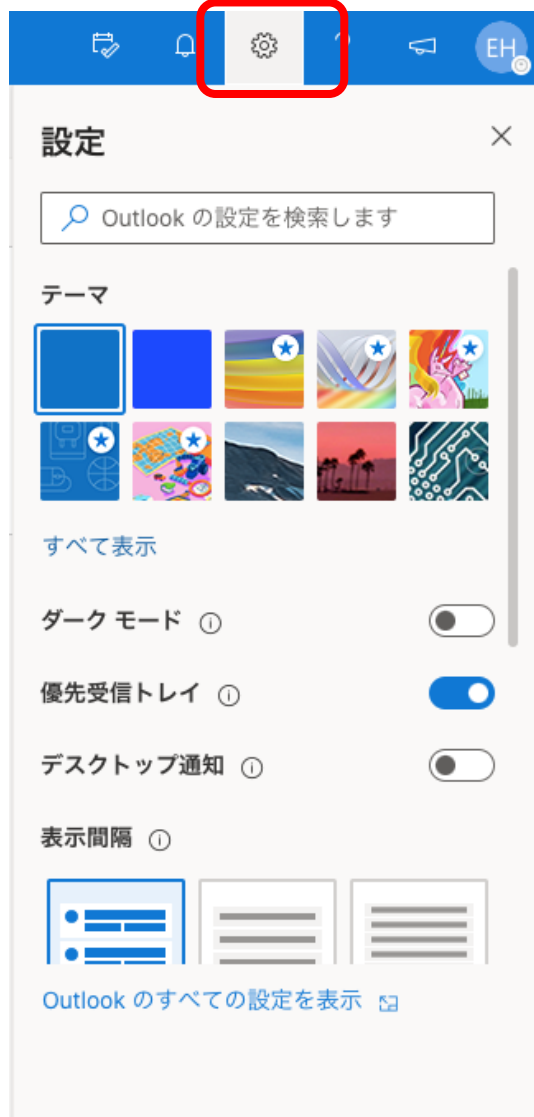 EH
設定
Outlook の設定を検索します
テーマ
すべて表示
ダーク モード
優先受信トレイ
デスクトップ通知
表示間隔
Outlook のすべての設定を表示